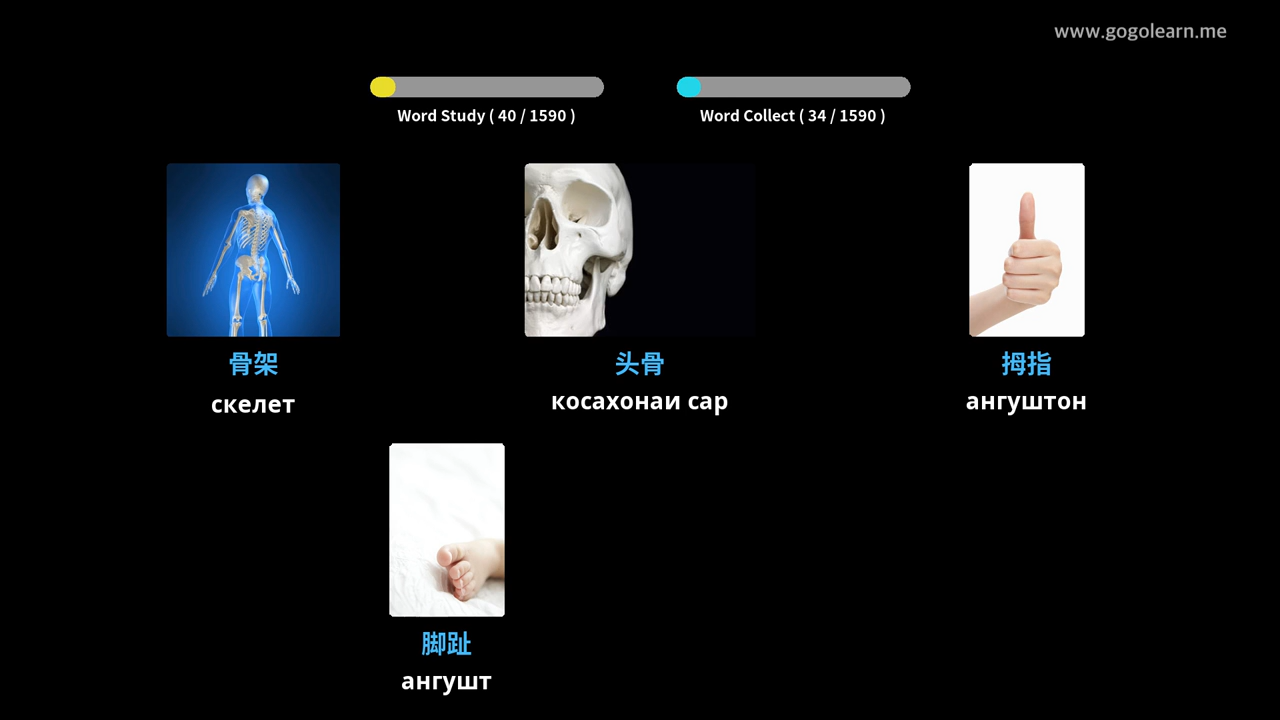 www.gogolearn.me
Word Study ( 40 / 1590 )
Word Collect ( 34 / 1590 )
骨架
скелет
头骨
косахонаи сар
拇指
ангуштон
脚趾
ангушт